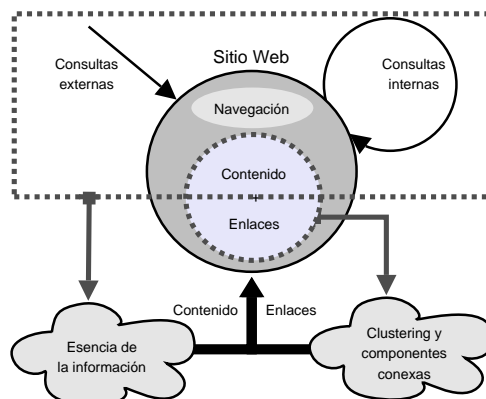 Sitio Web
Consultas
externas
Consultas
internas
Navegación
Contenido
+
Enlaces
Contenido
Enlaces
Esencia de
la información
Clustering y
componentes
conexas